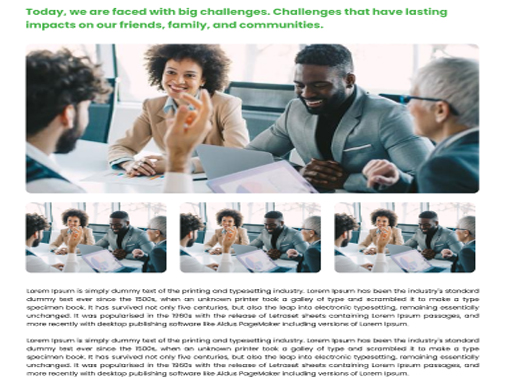 Today, we are faced with big challenges. Challenges that have lasting
impacts on our friends, family, and communities.
Lorem Ipsum is simply dummy text of the printing and typesetting industry. Lorem Ipsum has been the industry's standard
dummy text ever since the 1500s, when an unknown printer took a galley of type and scrambled it to make a type
specimen book. It has survived not only five centuries, but also the leap into electronic typesetting, remaining essentially
unchanged. It was popularised in the 1960s with the release of Letraset sheets containing Lorem Ipsum passages, and
more recently with desktop publishing software like Aldus PageMaker including versions of Lorem Ipsum.
Lorem Ipsum is simply dummy text of the printing and typesetting industry. Lorem Ipsum has been the industry's standard
dummy text ever since the 1500s, when an unknown printer took a galley of type and scrambled it to make a type
specimen book. It has survived not only five centuries, but also the leap into electronic typesetting, remaining essentially
unchanged. It was popularised in the 1960s with the release of Letraset sheets containing Lorem Ipsum passages, and
more recently with desktop publishing software like Aldus PageMaker including versions of Lorem Ipsum.